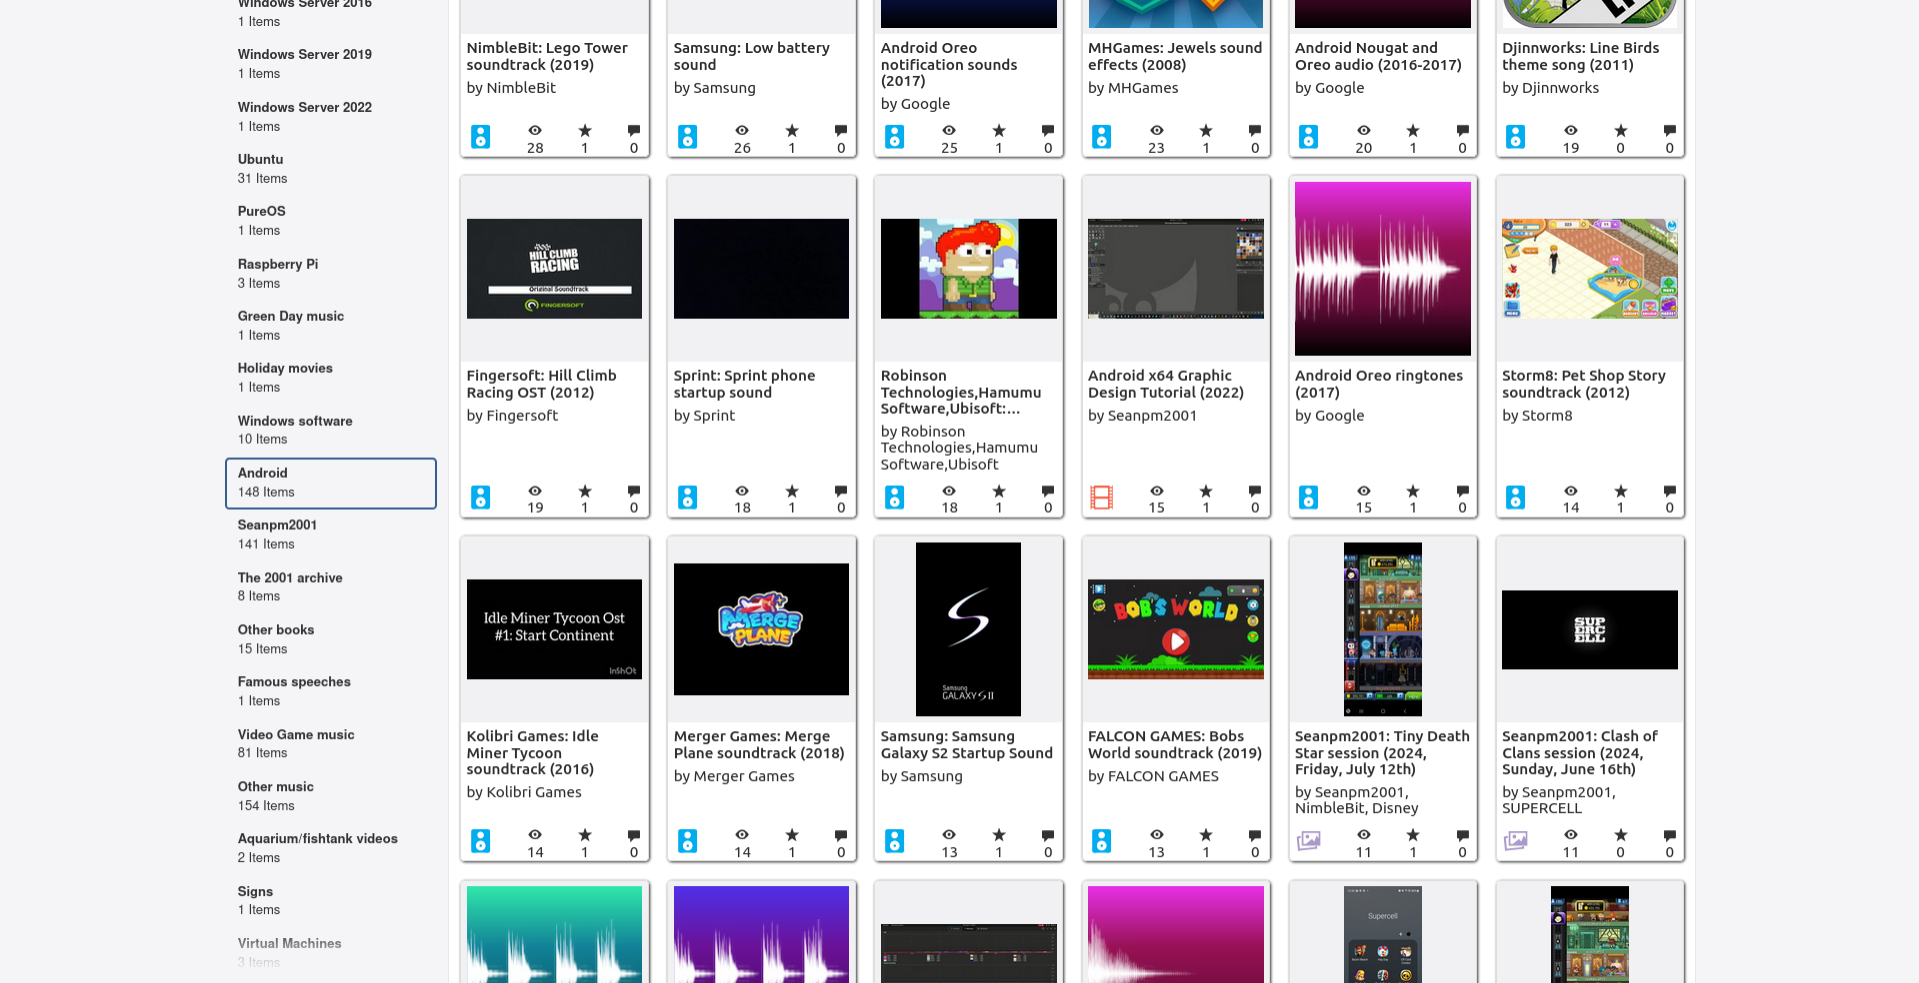 Windows Server 2016
1 Items
Windows Server 2019
1 Items
Windows Server 2022
1 Items
Ubuntu
31 Items
PureOS
1 Items
Raspberry Pi
3 Items
Green Day music
1 Items
Holiday movies
1 Items
Windows software
10 Items
Android
148 Items
Seanpm2001
141 Items
The 2001 archive
8 Items
Other books
15 Items
Famous speeches
1 Items
Video Game music
81 Items
Other music
154 Items
Aquarium/fishtank videos
2 Items
Signs
1 Items
Virtual Machines
3 Items
NimbleBit: Lego Tower
soundtrack (2019)
by NimbleBit
28 1 0
Samsung: Low battery
sound
by Samsung
26 1 0
Android Oreo
notification sounds
(2017)
by Google
25 1 0
MHGames: Jewels sound
effects (2008)
by MHGames
23 1 0
Android Nougat and
Oreo audio (2016-2017)
by Google
20 1 0
Djinnworks: Line Birds
theme song (2011)
by Djinnworks
19 0 0
HILL CLIMB
RACING
Original Soundtrack
FINGERSOFT
Fingersoft: Hill Climb
Racing OST (2012)
by Fingersoft
19 1 0
Sprint: Sprint phone
startup sound
by Sprint
18 1 0
Robinson
Technologies,Hamumu
Software,Ubisoft:...
by Robinson
Technologies,Hamumu
Software,Ubisoft
18 1 0
Android x64 Graphic
Design Tutorial (2022)
by Seanpm2001
15 1 0
Android Oreo ringtones
(2017)
by Google
15 1 0
Storm8: Pet Shop Story
soundtrack (2012)
by Storm8
14 1 0
Idle Miner Tycoon Ost
#1: Start Continent
InShOt
Kolibri Games: Idle
Miner Tycoon
soundtrack (2016)
by Kolibri Games
14 1 0
MERGE
PLANE
Merger Games: Merge
Plane soundtrack (2018)
by Merger Games
14 1 0
Samsung
GALAXY S II
Samsung: Samsung
Galaxy S2 Startup Sound
by Samsung
13 1 0
BOB'S WORLD
FALCON GAMES: Bobs
World soundtrack (2019)
by FALCON GAMES
13 1 0
Seanpm2001: Tiny Death
Star session (2024,
Friday, July 12th)
by Seanpm2001,
NimbleBit, Disney
11 1 0
SUP
ERC
ELL
Seanpm2001: Clash of
Clans session (2024,
Sunday, June 16th)
by Seanpm2001,
SUPERCELL
11 0 0
Supercell